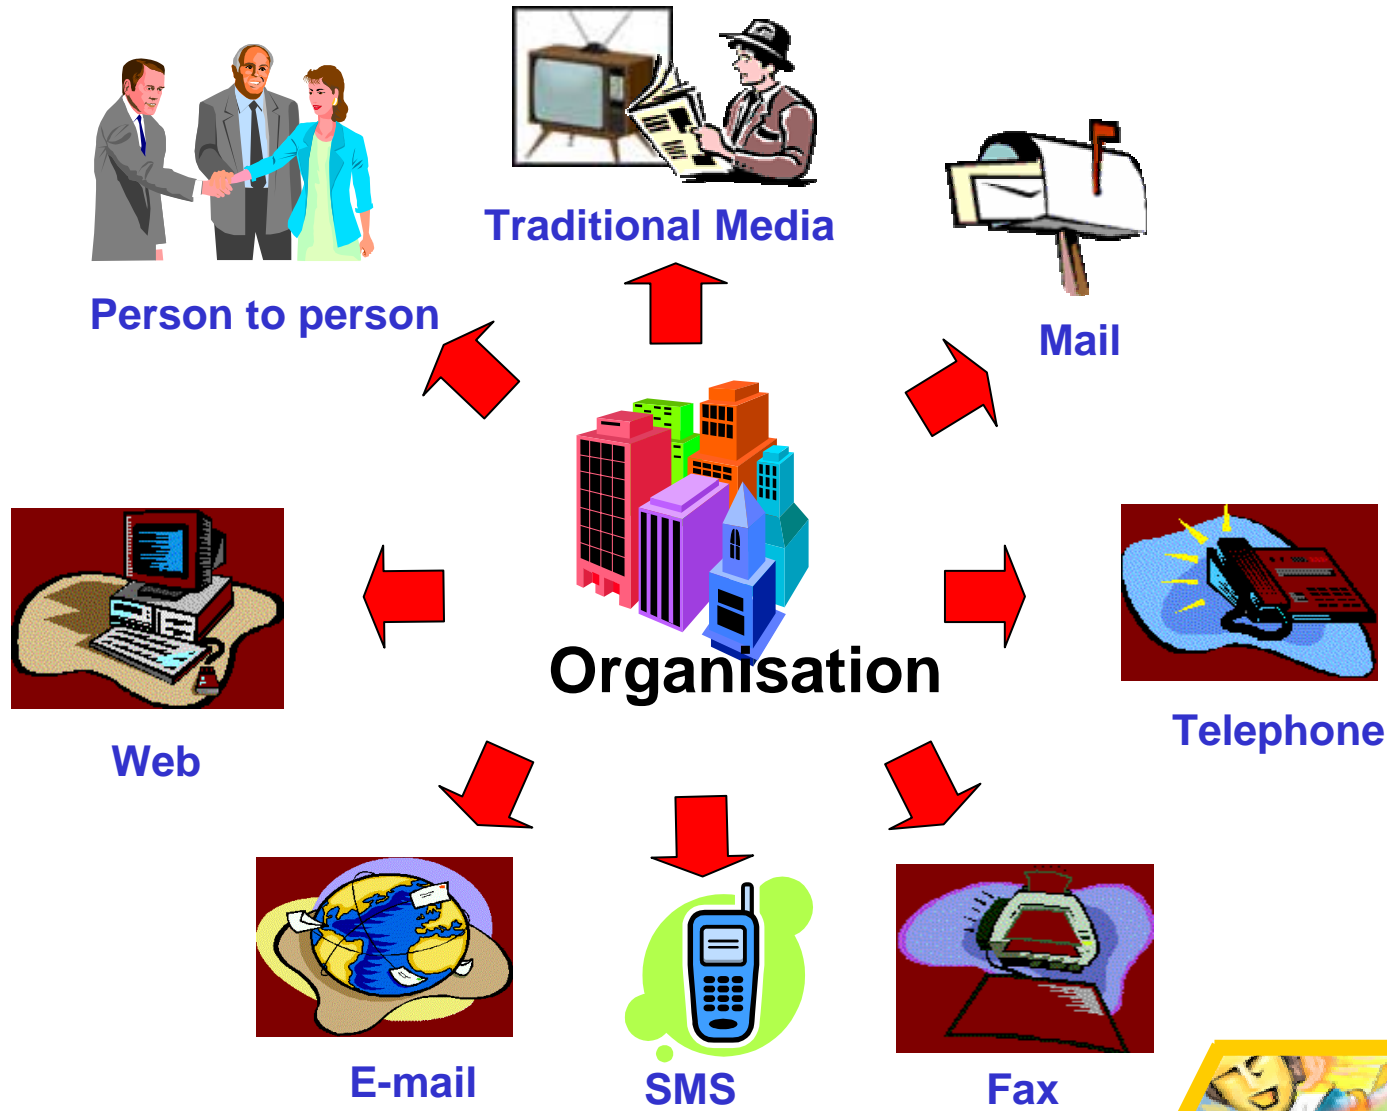 Traditional Media
Person to person
Mail
Organisation
Telephone
Web
E-mail
SMS
Fax